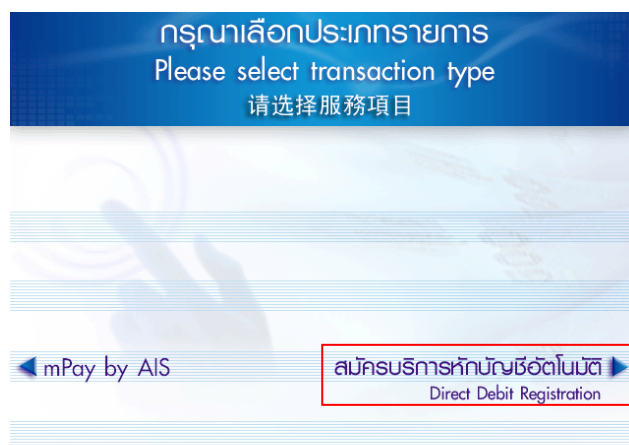 กรุณาเลือกประเภทรายการ
Please select transaction type
请选择服務項目
mPay by AIS
สมัครบริการหักบัญชีอัตโนมัติ
Direct Debit Registration